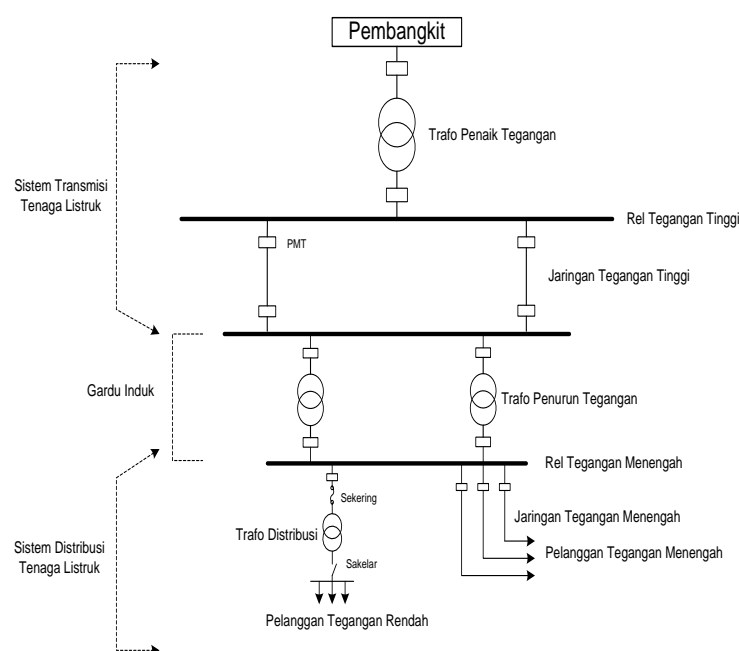 Pembangkit
Trafo Penaik Tegangan
Sistem Transmisi
Tenaga Listruk
Rel Tegangan Tinggi
PMT
Jaringan Tegangan Tinggi
Gardu Induk
Trafo Penurun Tegangan
Rel Tegangan Menengah
Sekering
Jaringan Tegangan Menengah
Trafo Distribusi
Sistem Distribusi
Tenaga Listruk
Pelanggan Tegangan Menengah
Sakelar
Pelanggan Tegangan Rendah